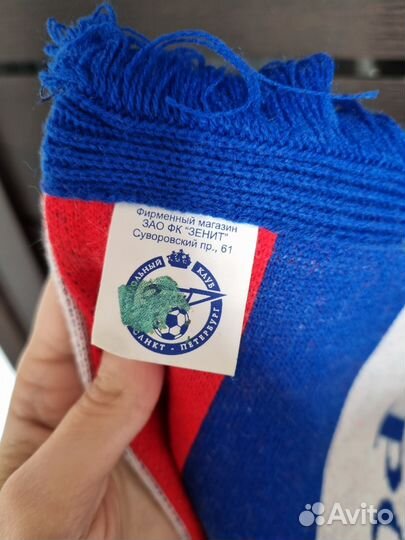 Фирменный магазин
ЗАО ФК "ЗЕНИТ"
Суворовский пр., 61
КЛУБ
САНКТ - ПЕТЕРБУРГ
Avito